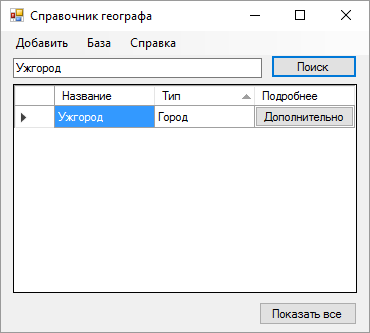 Справочник географа
Добавить База Справка
Ужгород Поиск
Название Тип Подробнее
Ужгород Город Дополнительно
Показать все